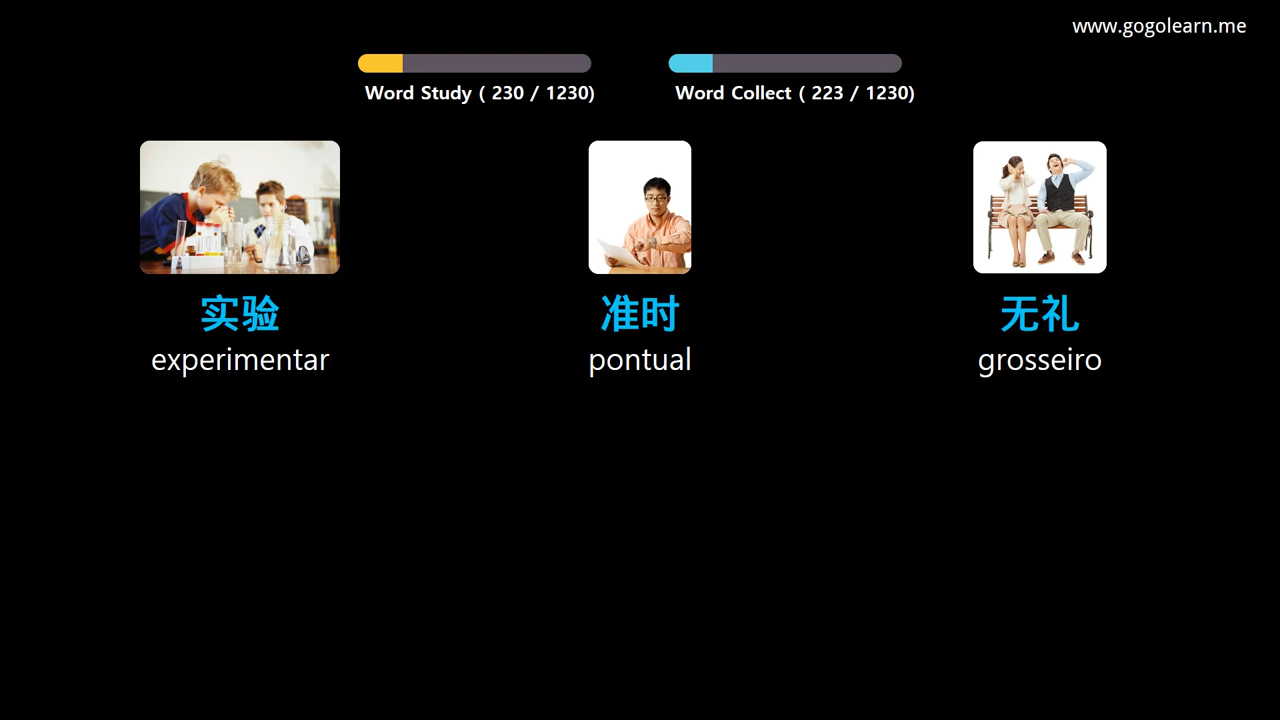 www.gogolearn.me
Word Study ( 230 / 1230)
Word Collect ( 223 / 1230)
实验
准时
无礼
experimentar
pontual
grosseiro